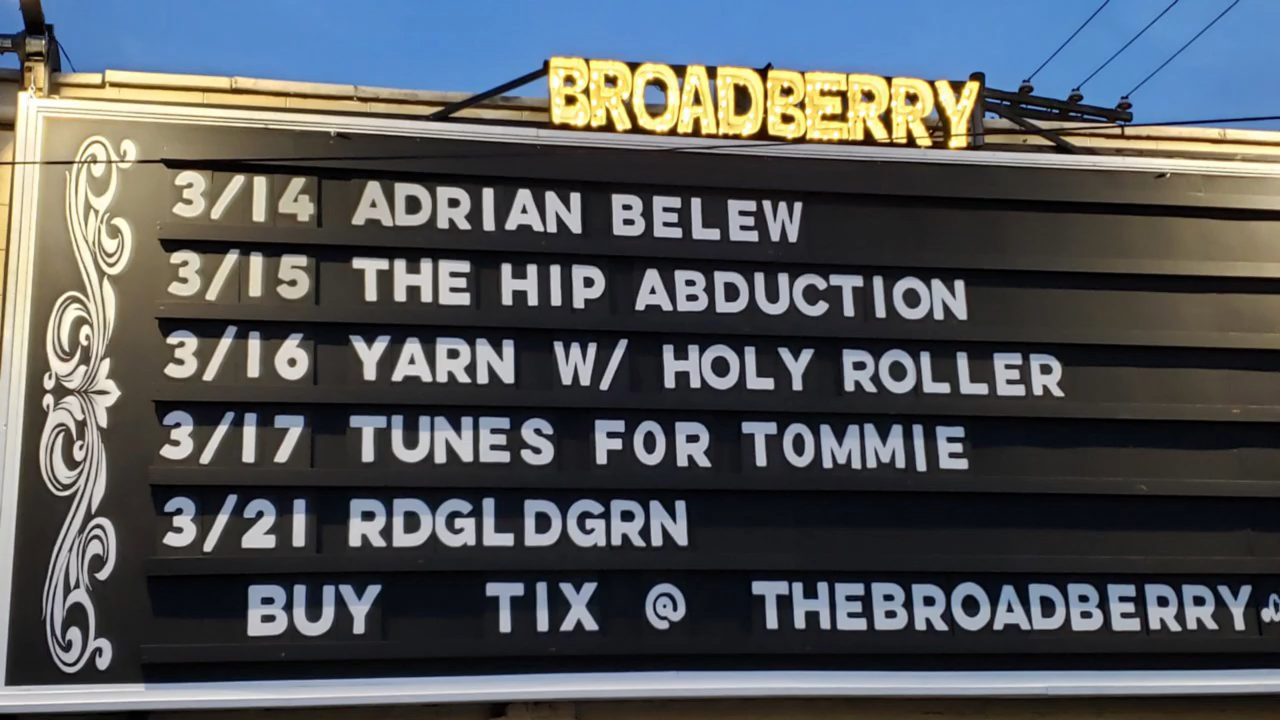 BROADBERRY
3/14 ADRIAN BELEW
3/15 THE HIP ABDUCTION
3/16 YARN W/ HOLY ROLLER
3/17 TUNES FOR TOMMIE
3/21 RDGLDGRN
BUY TIX @ THEBROADBERRY